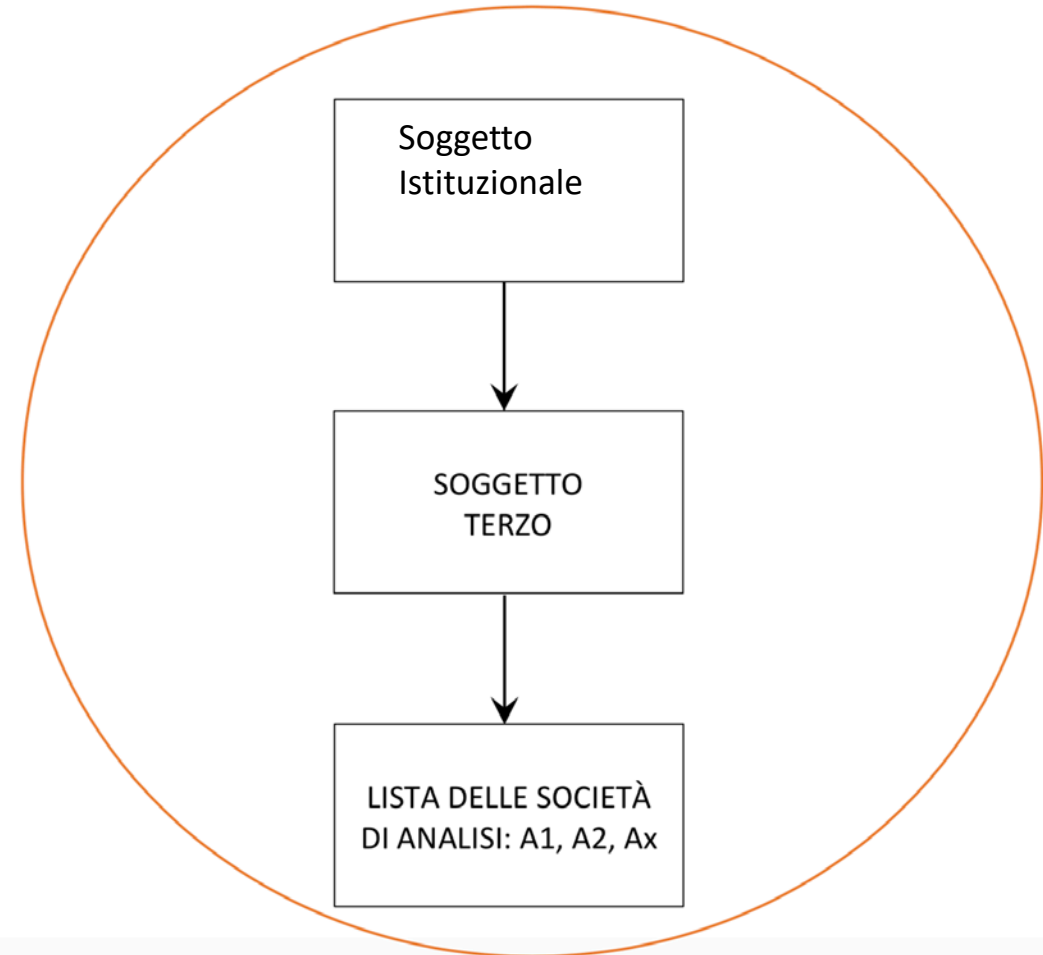 Soggetto
Istituzionale
SOGGETTO
TERZO
LISTA DELLE SOCIETÀ
DI ANALISI: A1, A2, Ax